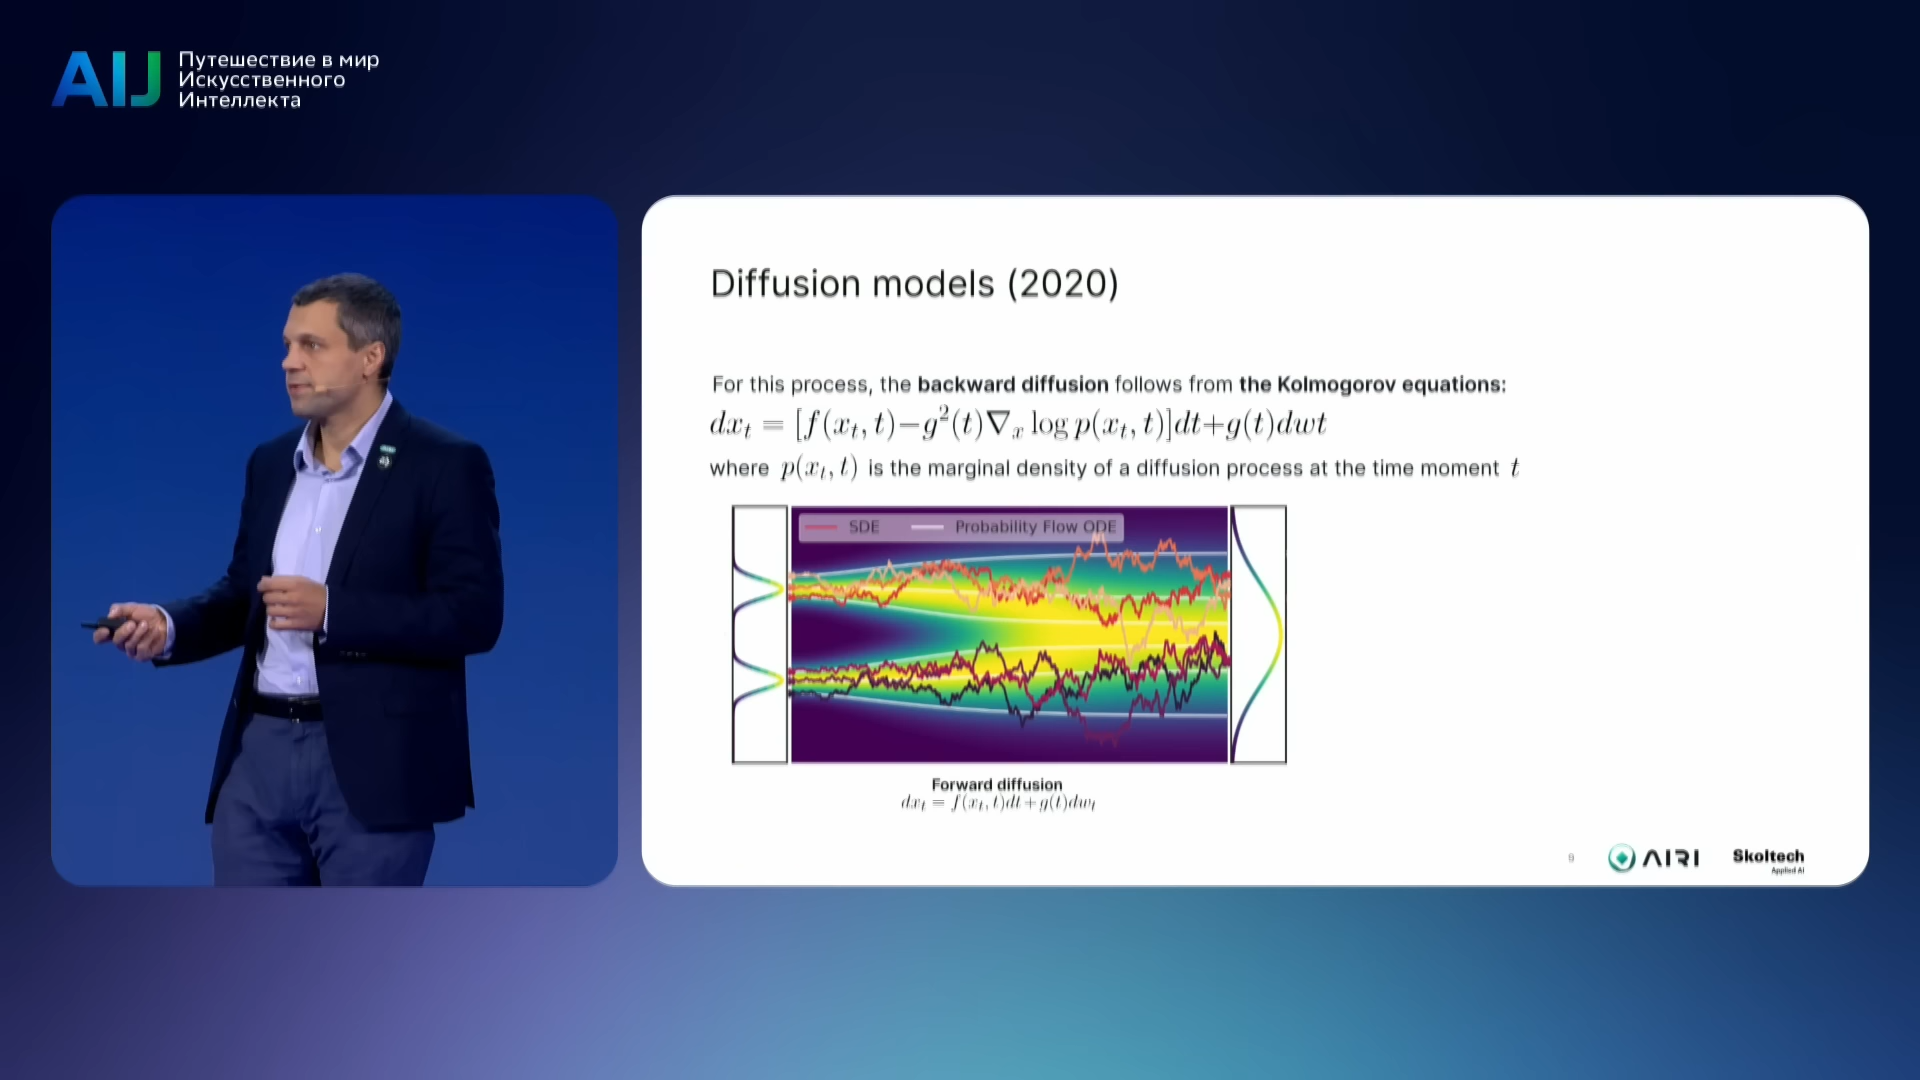 AIJ
Путешествие в мир
Искусственного
Интеллекта
Diffusion models (2020)
For this process, the backward diffusion follows from the Kolmogorov equations:
dx_t = [f(x_t, t)−g²(t)∇_x log p(x_t, t)]dt+g(t)dwt
where p(x_t, t) is the marginal density of a diffusion process at the time moment t
SDE Probability Flow ODE
Forward diffusion
dx_t = f(x_t, t)dt+g(t)dw_t
9 AIRI Skoltech
Applied AI